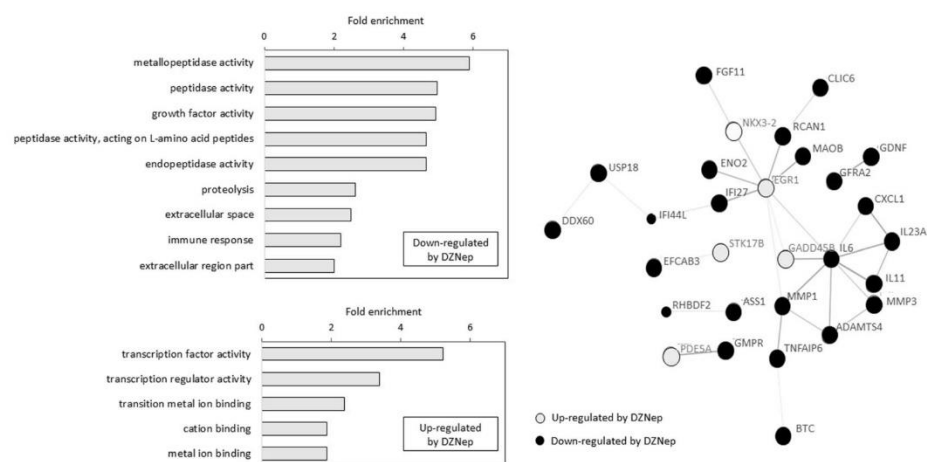 Fold enrichment
0 2 4 6
metallopeptidase activity
peptidase activity
growth factor activity
peptidase activity, acting on L-amino acid peptides
endopeptidase activity
proteolysis
extracellular space
immune response
extracellular region part
Down-regulated
by DZNep
Fold enrichment
0 2 4 6
transcription factor activity
transcription regulator activity
transition metal ion binding
cation binding
metal ion binding
Up-regulated
by DZNep
FGF11
CLIC6
NKX3-2
RCAN1
MAOB
GDNF
ENO2
EGR1
GFRA2
USP18
IFI27
CXCL1
IFI44L
IL23A
DDX60
STK17B
GADD45B
IL6
EFCAB3
IL11
RHBDF2
ASS1
MMP1
MMP3
ADAMTS4
PDE5A
GMPR
TNFAIP6
BTC
Up-regulated by DZNep
Down-regulated by DZNep